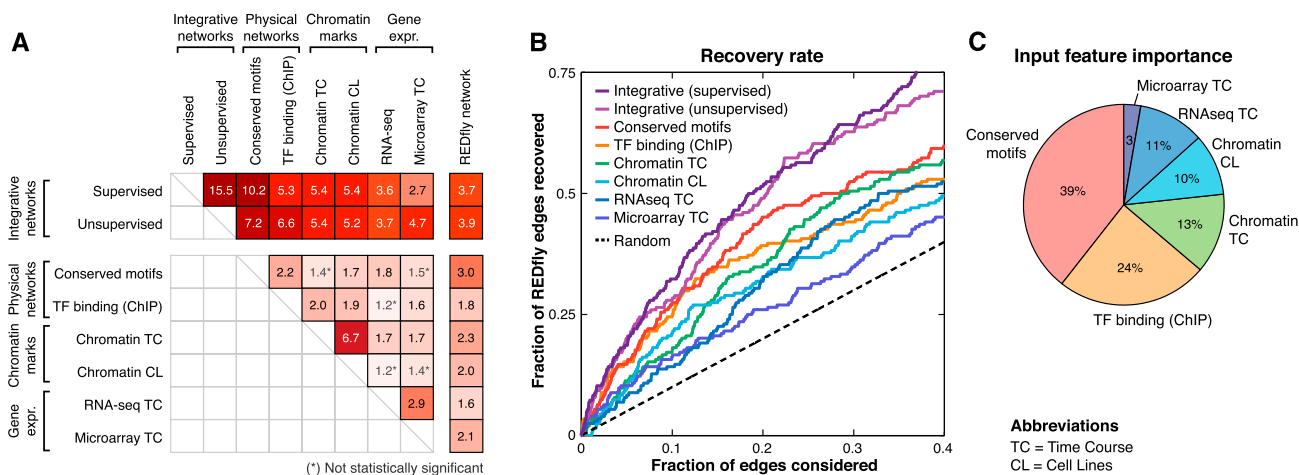 A
Integrative networks
Physical networks
Chromatin marks
Gene expr.
Supervised
Unsupervised
Conserved motifs
TF binding (ChIP)
Chromatin TC
Chromatin CL
RNA-seq
Microarray TC
REDfly network
Integrative networks
Supervised 15.5 10.2 5.3 5.4 5.4 3.6 2.7 3.7
Unsupervised 7.2 6.6 5.4 5.2 3.7 4.7 3.9
Physical networks
Conserved motifs 2.2 1.4* 1.7 1.8 1.5* 3.0
TF binding (ChIP) 2.0 1.9 1.2* 1.6 1.8
Chromatin marks
Chromatin TC 6.7 1.7 1.7 2.3
Chromatin CL 1.2* 1.4* 2.0
Gene expr.
RNA-seq TC 2.9 1.6
Microarray TC 2.1
(*) Not statistically significant
B
Recovery rate
Fraction of REDfly edges recovered
0.75
0.5
0.25
0
Integrative (supervised)
Integrative (unsupervised)
Conserved motifs
TF binding (ChIP)
Chromatin TC
Chromatin CL
RNAseq TC
Microarray TC
Random
0 0.1 0.2 0.3 0.4
Fraction of edges considered
C
Input feature importance
Microarray TC
3
RNAseq TC
11%
Chromatin CL
10%
Chromatin TC
13%
TF binding (ChIP)
24%
Conserved motifs
39%
Abbreviations
TC = Time Course
CL = Cell Lines